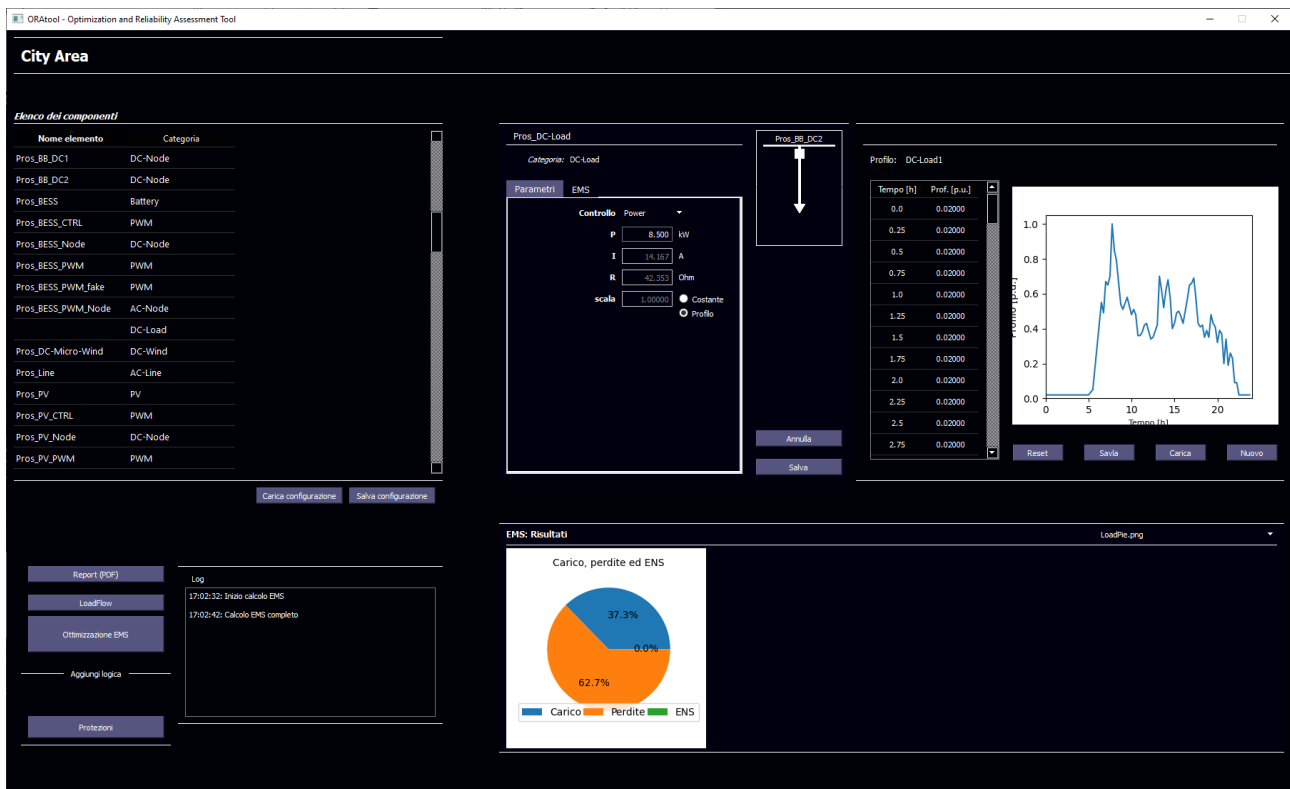 ORAtool - Optimization and Reliability Assessment Tool
City Area
Elenco dei componenti
Nome elemento Categoria
Pros_BB_DC1 DC-Node
Pros_BB_DC2 DC-Node
Pros_BESS Battery
Pros_BESS_CTRL PWM
Pros_BESS_Node DC-Node
Pros_BESS_PWM PWM
Pros_BESS_PWM_fake PWM
Pros_BESS_PWM_Node AC-Node
DC-Load
Pros_DC-Micro-Wind DC-Wind
Pros_Line AC-Line
Pros_PV PV
Pros_PV_CTRL PWM
Pros_PV_Node DC-Node
Pros_PV_PWM PWM
Carica configurazione Salva configurazione
Pros_DC-Load
Categoria: DC-Load
Parametri EMS
Controllo Power
P 8.500 kW
I 14.167 A
R 42.353 Ohm
scala 1.00000 Costante
Profilo
Pros_BB_DC2
Annulla
Salva
Profilo: DC-Load1
Tempo [h] Prof. [p.u.]
0.0 0.02000
0.25 0.02000
0.5 0.02000
0.75 0.02000
1.0 0.02000
1.25 0.02000
1.5 0.02000
1.75 0.02000
2.0 0.02000
2.25 0.02000
2.5 0.02000
2.75 0.02000
Profilo [p.u.]
1.0
0.8
0.6
0.4
0.2
0.0
0 5 10 15 20
Tempo [h]
Reset Savla Carica Nuovo
Report (PDF)
LoadFlow
Ottimizzazione EMS
Aggiungi logica
Protezioni
Log
17:02:32: Inizio calcolo EMS
17:02:42: Calcolo EMS completo
EMS: Risultati LoadPie.png
Carico, perdite ed ENS
37.3%
0.0%
62.7%
Carico Perdite ENS